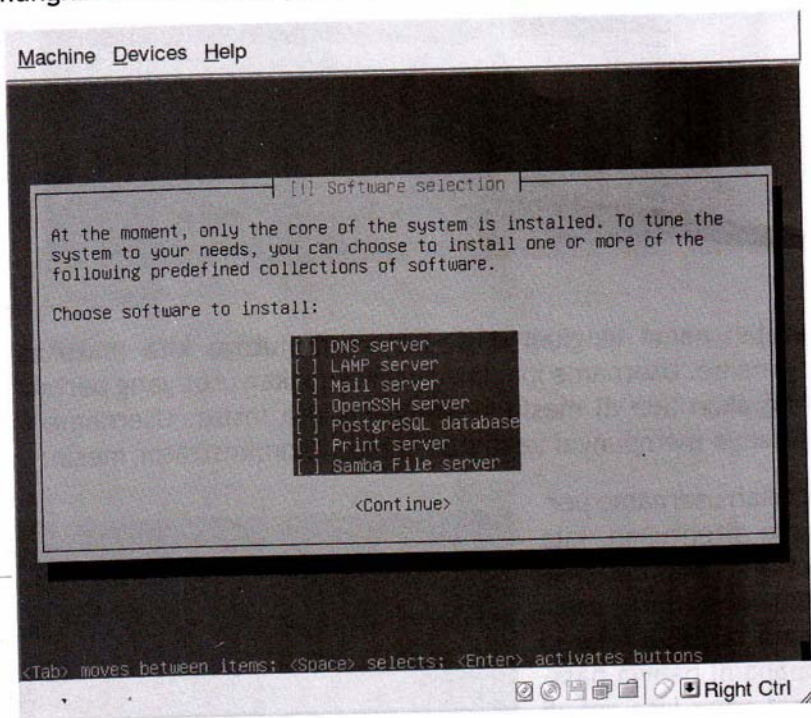 Machine Devices Help
[!] Software selection
At the moment, only the core of the system is installed. To tune the
system to your needs, you can choose to install one or more of the
following predefined collections of software.
Choose software to install:
[ ] DNS server
[ ] LAMP server
[ ] Mail server
[ ] OpenSSH server
[ ] PostgreSQL database
[ ] Print server
[ ] Samba File server
<Continue>
<Tab> moves between items; <Space> selects; <Enter> activates buttons
Right Ctrl